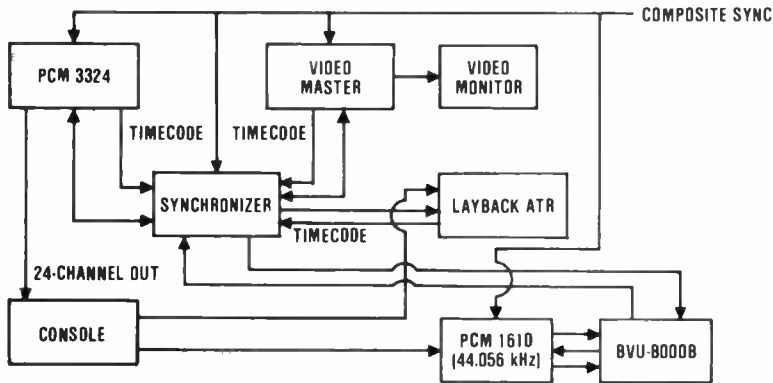 COMPOSITE SYNC
PCM 3324
VIDEO
MASTER
VIDEO
MONITOR
TIMECODE
TIMECODE
SYNCHRONIZER
LAYBACK ATR
TIMECODE
24-CHANNEL OUT
CONSOLE
PCM 1610
(44.056 kHz)
BVU-8000B